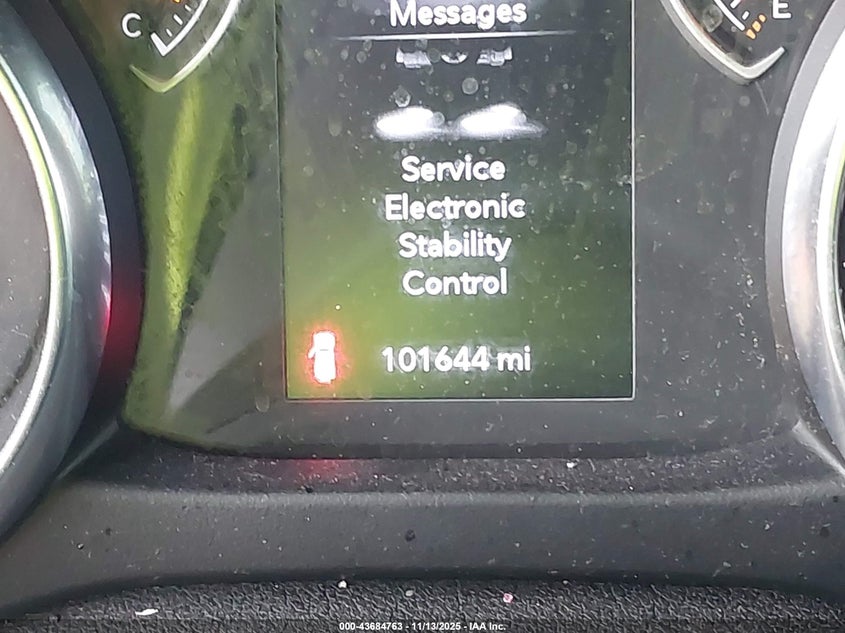 C
E
Messages
Service
Electronic
Stability
Control
101644 mi
000-43684763 - 11/13/2025 - IAA Inc.